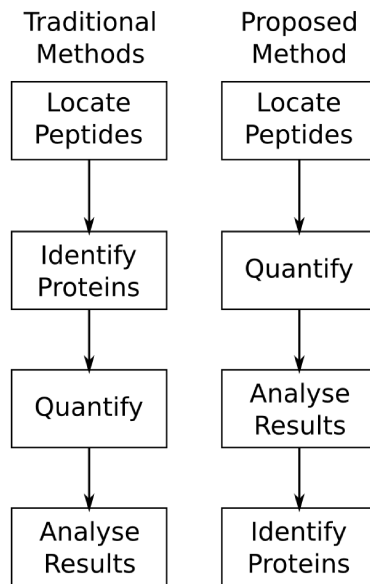 Traditional
Methods
Locate
Peptides
Identify
Proteins
Quantify
Analyse
Results
Proposed
Method
Locate
Peptides
Quantify
Analyse
Results
Identify
Proteins